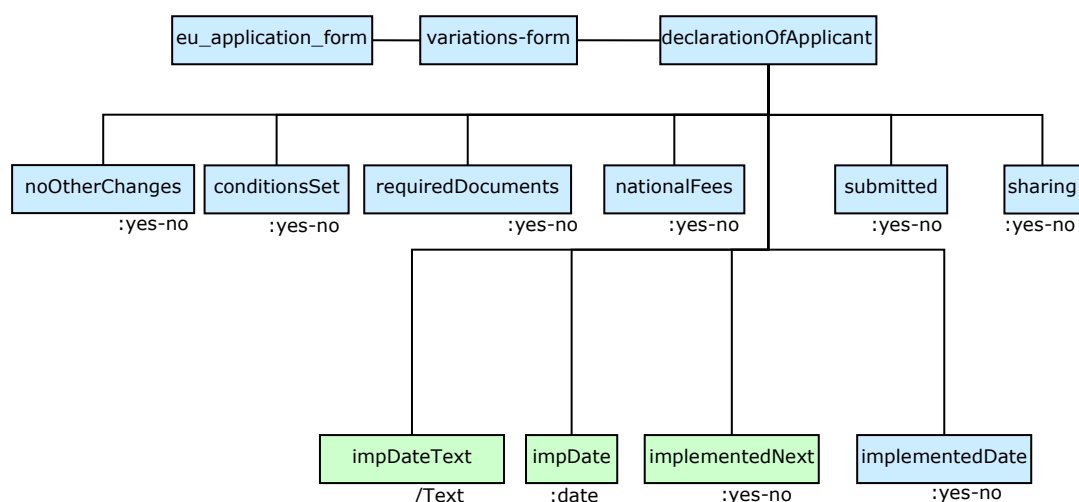 eu_application_form
variations-form
declarationOfApplicant
noOtherChanges
conditionsSet
requiredDocuments
nationalFees
submitted
sharing
:yes-no
:yes-no
:yes-no
:yes-no
:yes-no
:yes-no
impDateText
impDate
implementedNext
implementedDate
/Text
:date
:yes-no
:yes-no